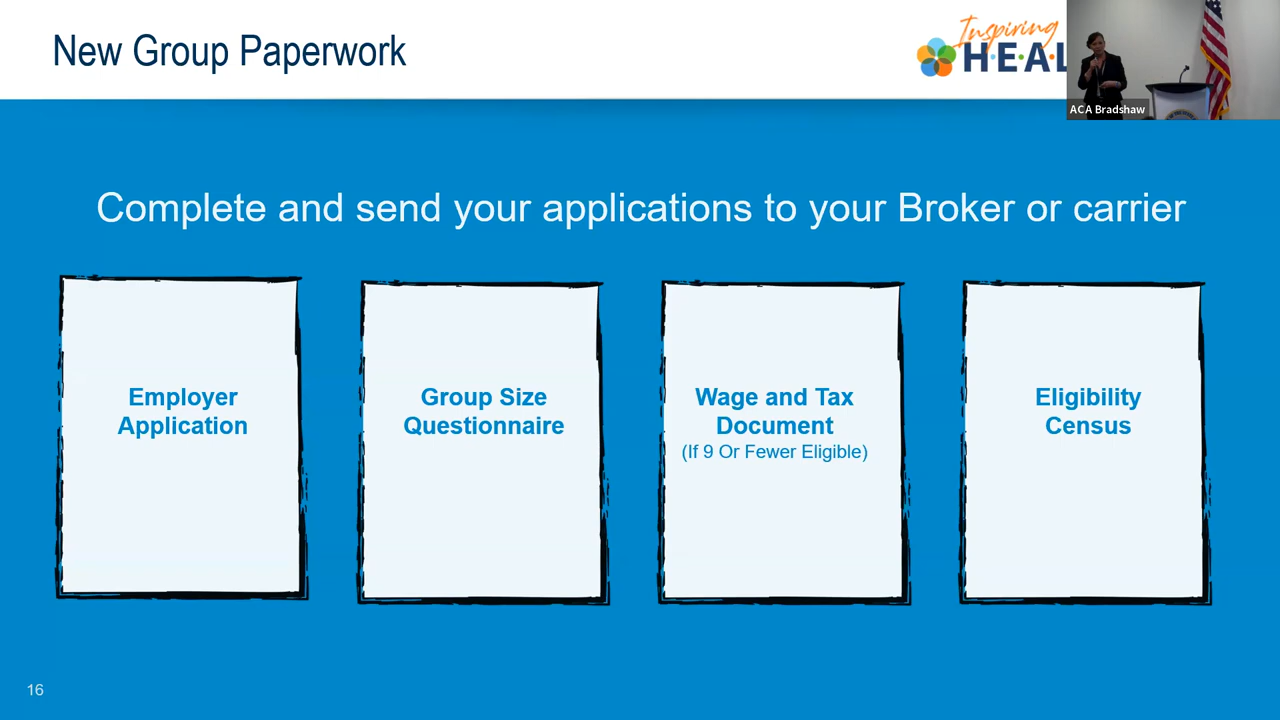 New Group Paperwork
Inspiring
HEAL
ACA Bradshaw
Complete and send your applications to your Broker or carrier
Employer
Application
Group Size
Questionnaire
Wage and Tax
Document
(If 9 Or Fewer Eligible)
Eligibility
Census
16